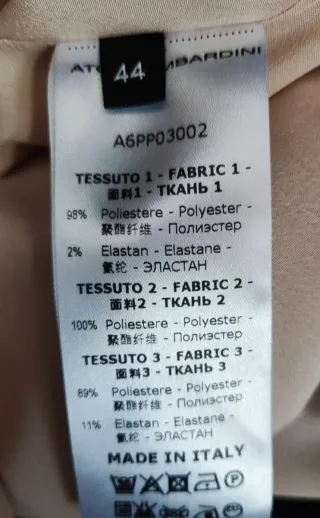 44
A6PP03002
TESSUTO 1 - FABRIC 1 -
面料1 - ТКАНЬ 1
98% Poliestere - Polyester -
聚酯纤维 - Полиэстер
2% Elastan - Elastane -
氨纶 - ЭЛАСТАН
TESSUTO 2 - FABRIC 2 -
面料2 - ТКАНЬ 2
100% Poliestere - Polyester -
聚酯纤维 - Полиэстер
TESSUTO 3 - FABRIC 3 -
面料3 - ТКАНЬ 3
89% Poliestere - Polyester -
聚酯纤维 - Полиэстер
11% Elastan - Elastane -
氨纶 - ЭЛАСТАН
MADE IN ITALY